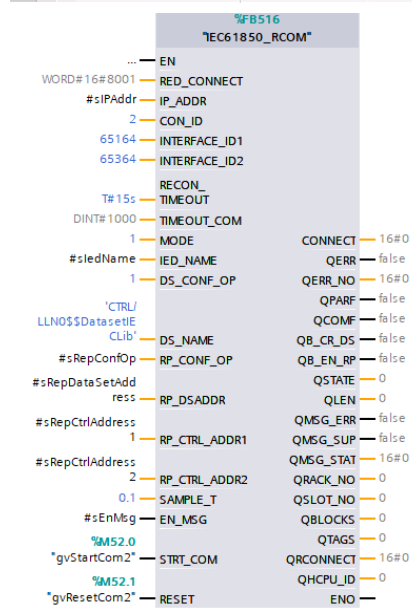 %FB516
"IEC61850_RCOM"
... EN
WORD#16#8001 RED_CONNECT
#sIPAddr IP_ADDR
2 CON_ID
65164 INTERFACE_ID1
65364 INTERFACE_ID2
RECON_
T#15s TIMEOUT
DINT#1000 TIMEOUT_COM
1 MODE CONNECT 16#0
#sIedName IED_NAME QERR false
1 DS_CONF_OP QERR_NO 16#0
QPARF false
'CTRL/
LLN0$$DatasetIE
CLib' DS_NAME
QCOMF false
QB_CR_DS false
#sRepConfOp RP_CONF_OP QB_EN_RP false
QSTATE 0
#sRepDataSetAdd
ress RP_DSADDR QLEN 0
QMSG_ERR false
#sRepCtrlAddress
1 RP_CTRL_ADDR1 QMSG_SUP false
QMSG_STAT 16#0
#sRepCtrlAddress
2 RP_CTRL_ADDR2 QRACK_NO 0
0.1 SAMPLE_T QSLOT_NO 0
#sEnMsg EN_MSG QBLOCKS 0
%M52.0 QTAGS 0
"gvStartCom2" STRT_COM QRCONNECT 16#0
%M52.1 QHCPU_ID 0
"gvResetCom2" RESET ENO